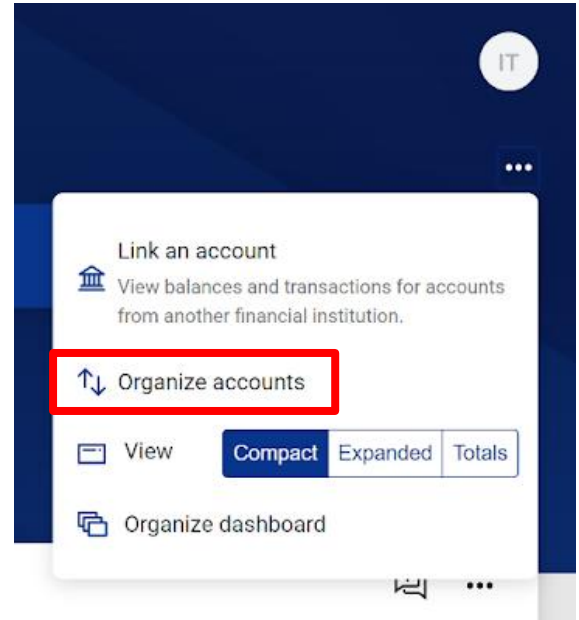 IT
Link an account
View balances and transactions for accounts
from another financial institution.
Organize accounts
View Compact Expanded Totals
Organize dashboard